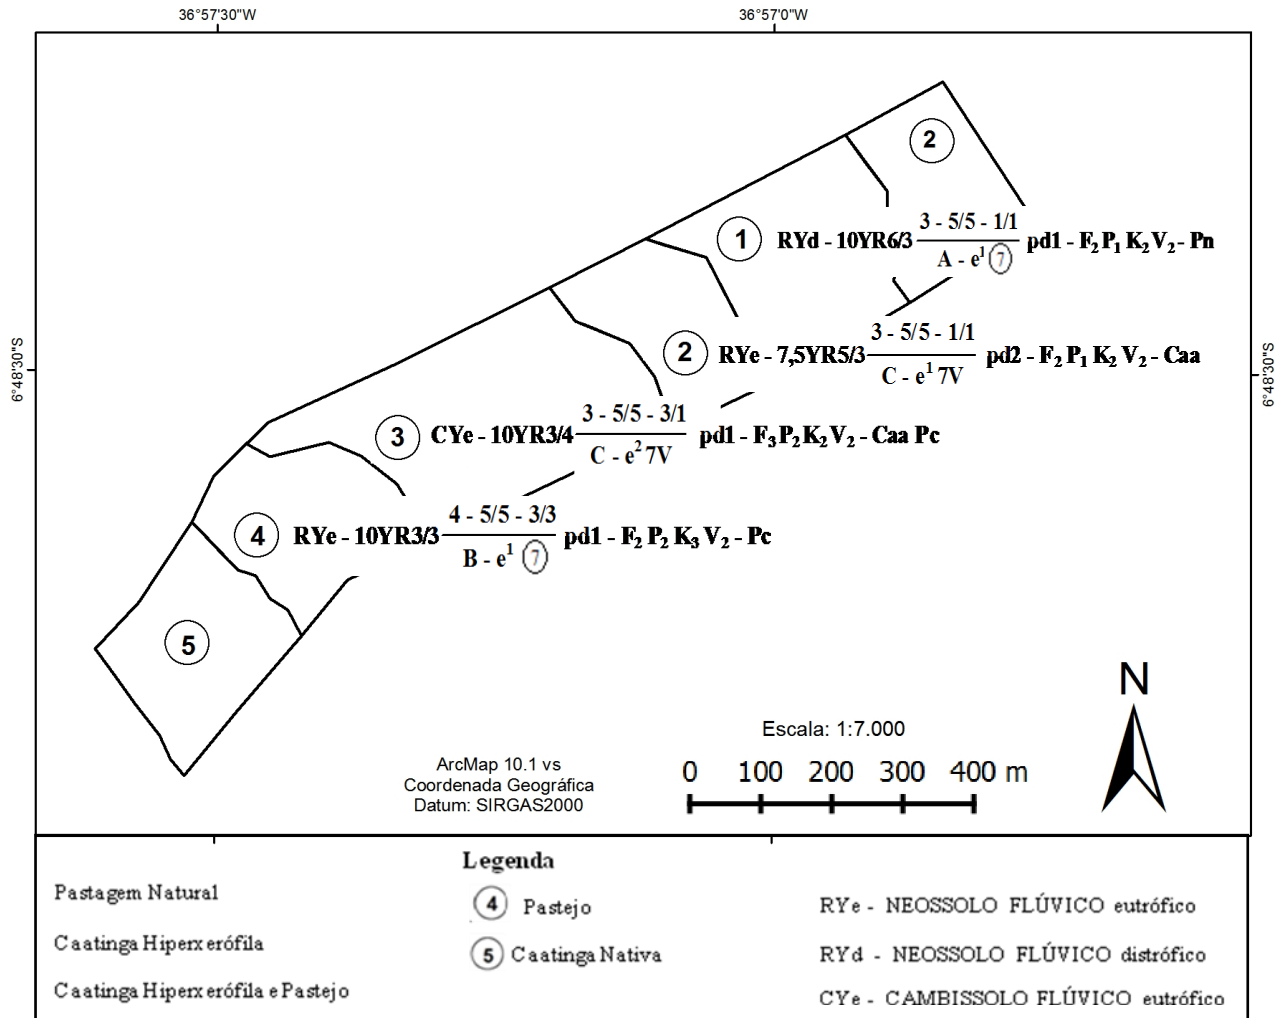 36°57'30"W
36°57'0"W
2
1 RYd - 10YR6/3 3 - 5/5 - 1/1 pd1 - F₂ P₁ K₂ V₂ - Pn
A - e¹ 7
6°48'30"S
6°48'30"S
2 RYe - 7,5YR5/3 3 - 5/5 - 1/1 pd2 - F₂ P₁ K₂ V₂ - Caa
C - e¹ 7V
3 CYe - 10YR3/4 3 - 5/5 - 3/1 pd1 - F₃ P₂ K₂ V₂ - Caa Pc
C - e² 7V
4 RYe - 10YR3/3 4 - 5/5 - 3/3 pd1 - F₂ P₂ K₃ V₂ - Pc
B - e¹ 7
5
N
Escala: 1:7.000
0 100 200 300 400 m
ArcMap 10.1 vs
Coordenada Geográfica
Datum: SIRGAS2000
Legenda
Pastagem Natural
Caatinga Hiperxerófila
Caatinga Hiperxerófila e Pastejo
4 Pastejo
5 Caatinga Nativa
RYe - NEOSSOLO FLÚVICO eutrófico
RYd - NEOSSOLO FLÚVICO distrófico
CYe - CAMBISSOLO FLÚVICO eutrófico